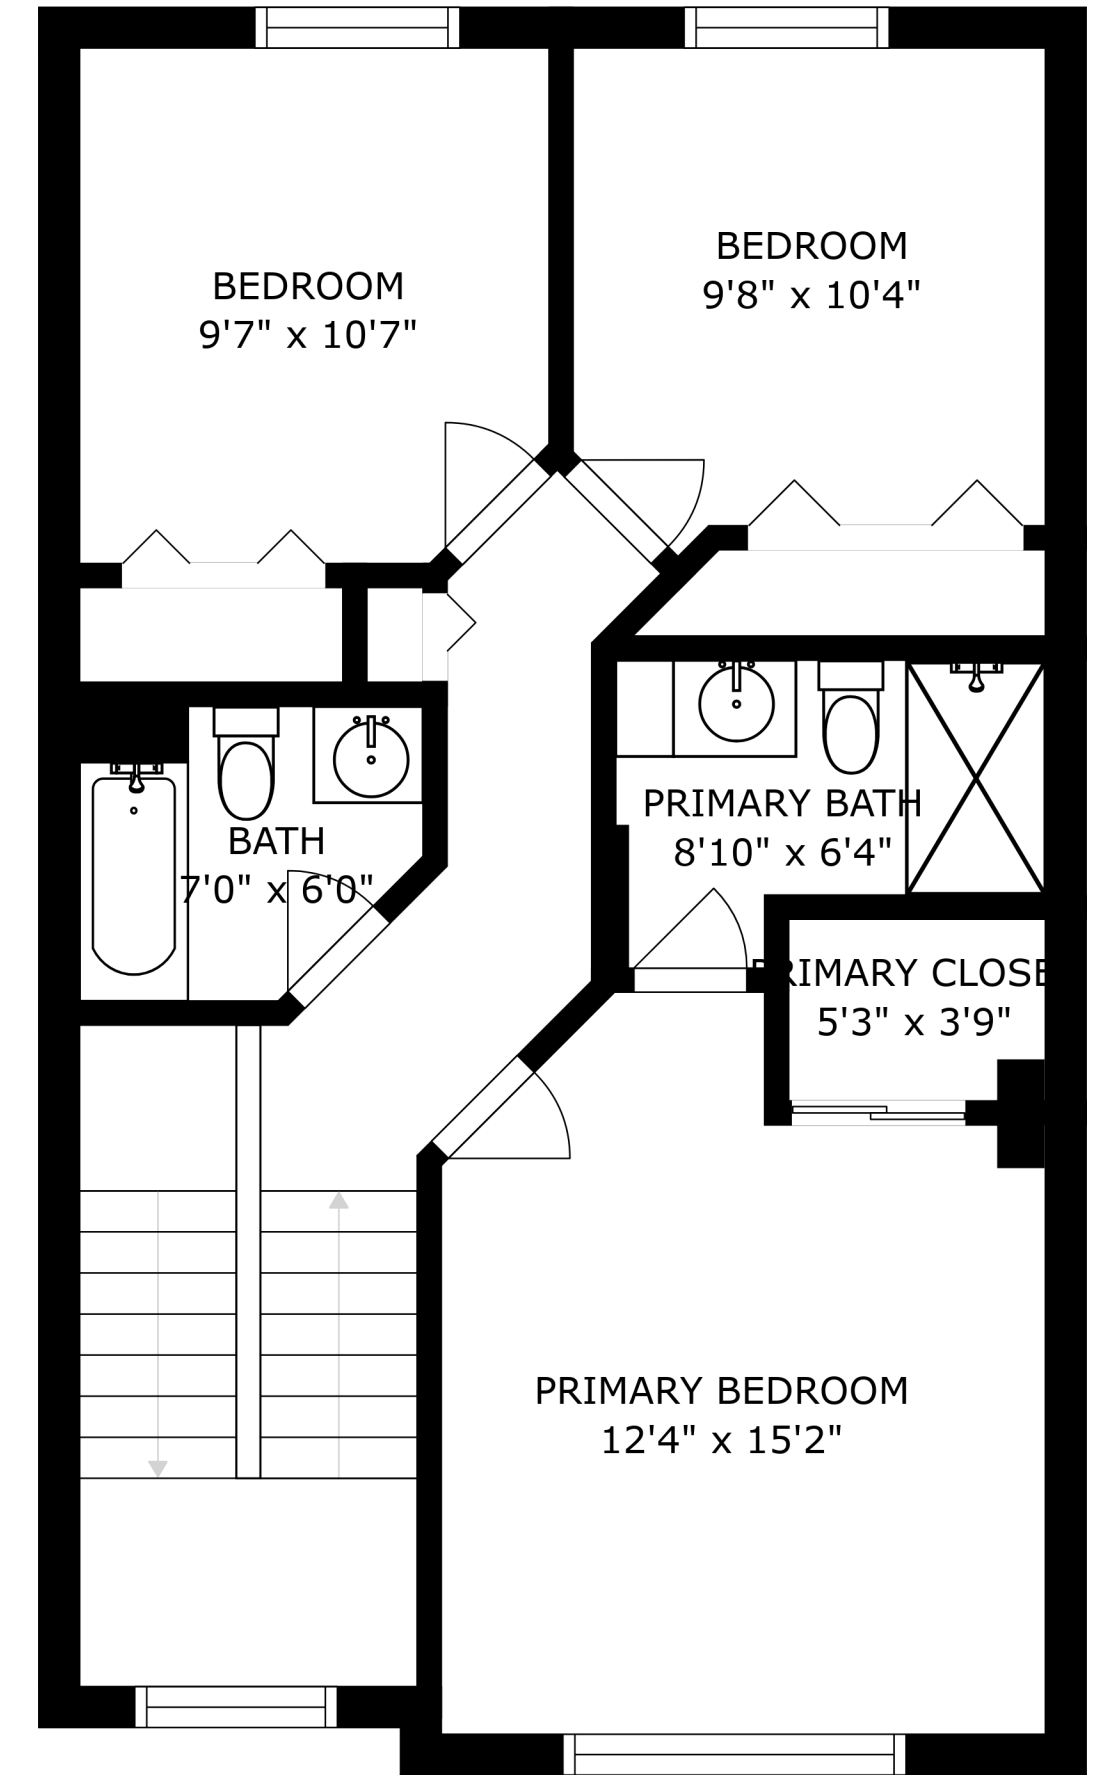 BEDROOM
9'7" x 10'7"
BEDROOM
9'8" x 10'4"
PRIMARY BATH
8'10" x 6'4"
BATH
7'0" x 6'0"
PRIMARY CLOSE
5'3" x 3'9"
PRIMARY BEDROOM
12'4" x 15'2"